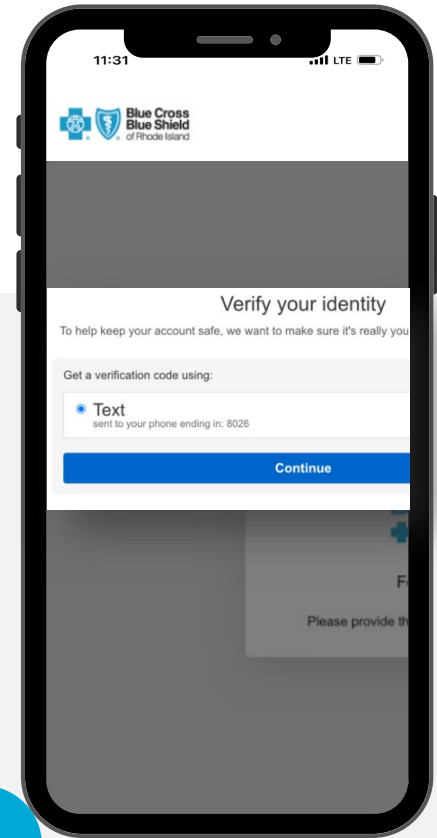 11:31
LTE
Blue Cross
Blue Shield
of Rhode Island
Verify your identity
To help keep your account safe, we want to make sure it's really you
Get a verification code using:
Text
sent to your phone ending in: 8026
Continue
Please provide